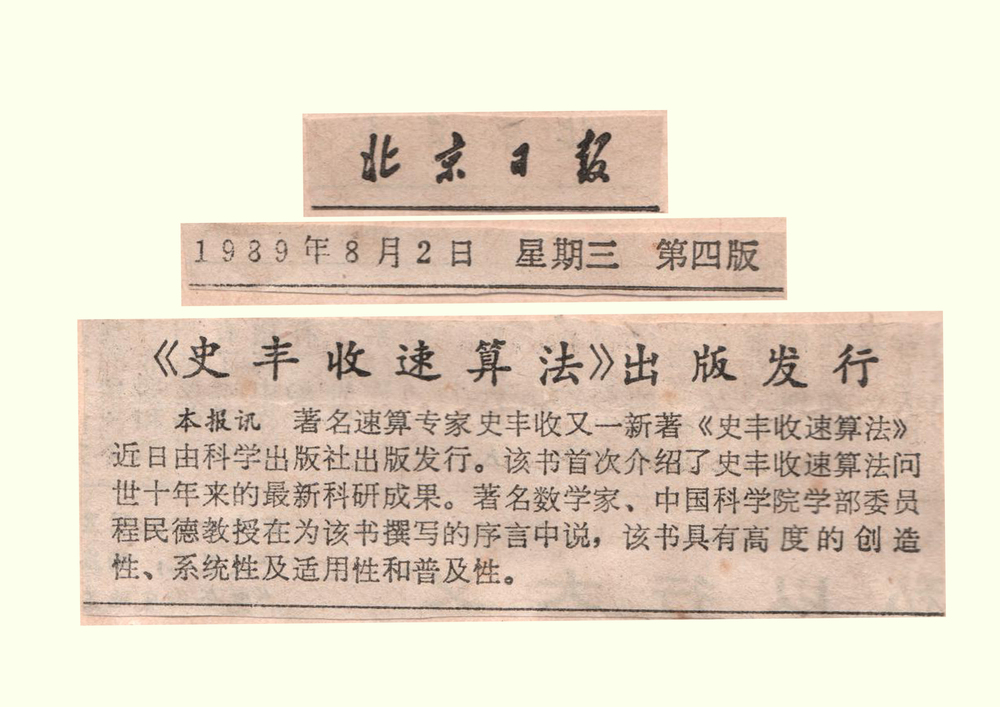 北京日报
1989年8月2日 星期三 第四版
《史丰收速算法》出版发行
本报讯 著名速算专家史丰收又一新著《史丰收速算法》
近日由科学出版社出版发行。该书首次介绍了史丰收速算法问
世十年来的最新科研成果。著名数学家、中国科学院学部委员
程民德教授在为该书撰写的序言中说，该书具有高度的创造
性、系统性及适用性和普及性。